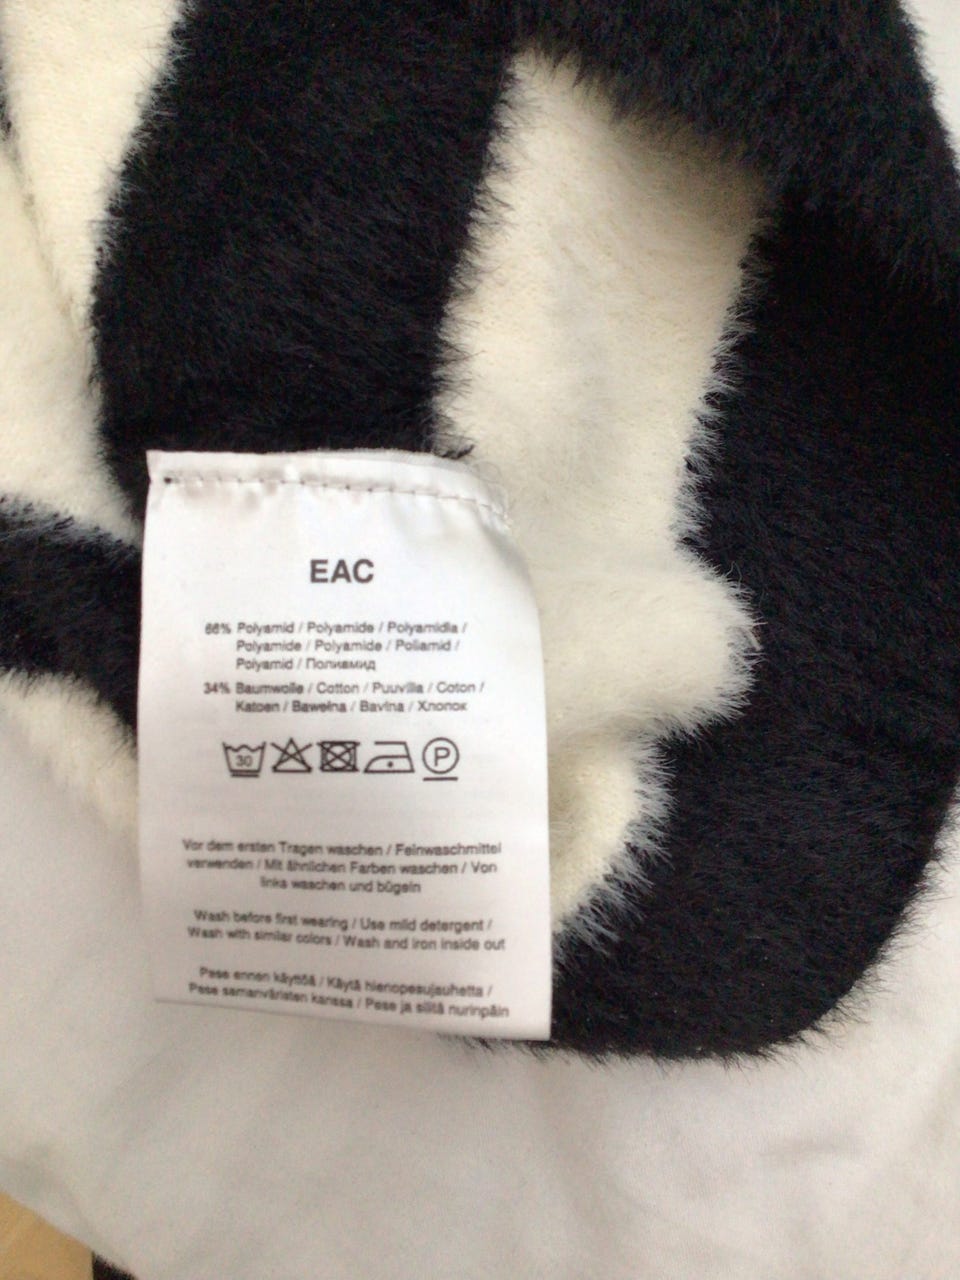 EAC
66% Polyamid / Polyamide / Polyamidia /
Polyamide / Polyamide / Poliamid /
Polyamid / Полиамид
34% Baumwolle / Cotton / Puuvilla / Coton /
Katoen / Bawełna / Bavlna / Хлопок
30
P
Vor dem ersten Tragen waschen / Feinwaschmittel
verwenden / Mit ähnlichen Farben waschen / Von
links waschen und bügeln
Wash before first wearing / Use mild detergent /
Wash with similar colors / Wash and iron inside out
Pese ennen käyttöä / Käytä hienopesujauhetta /
Pese samanväristen kanssa / Pese ja silitä nurinpäin